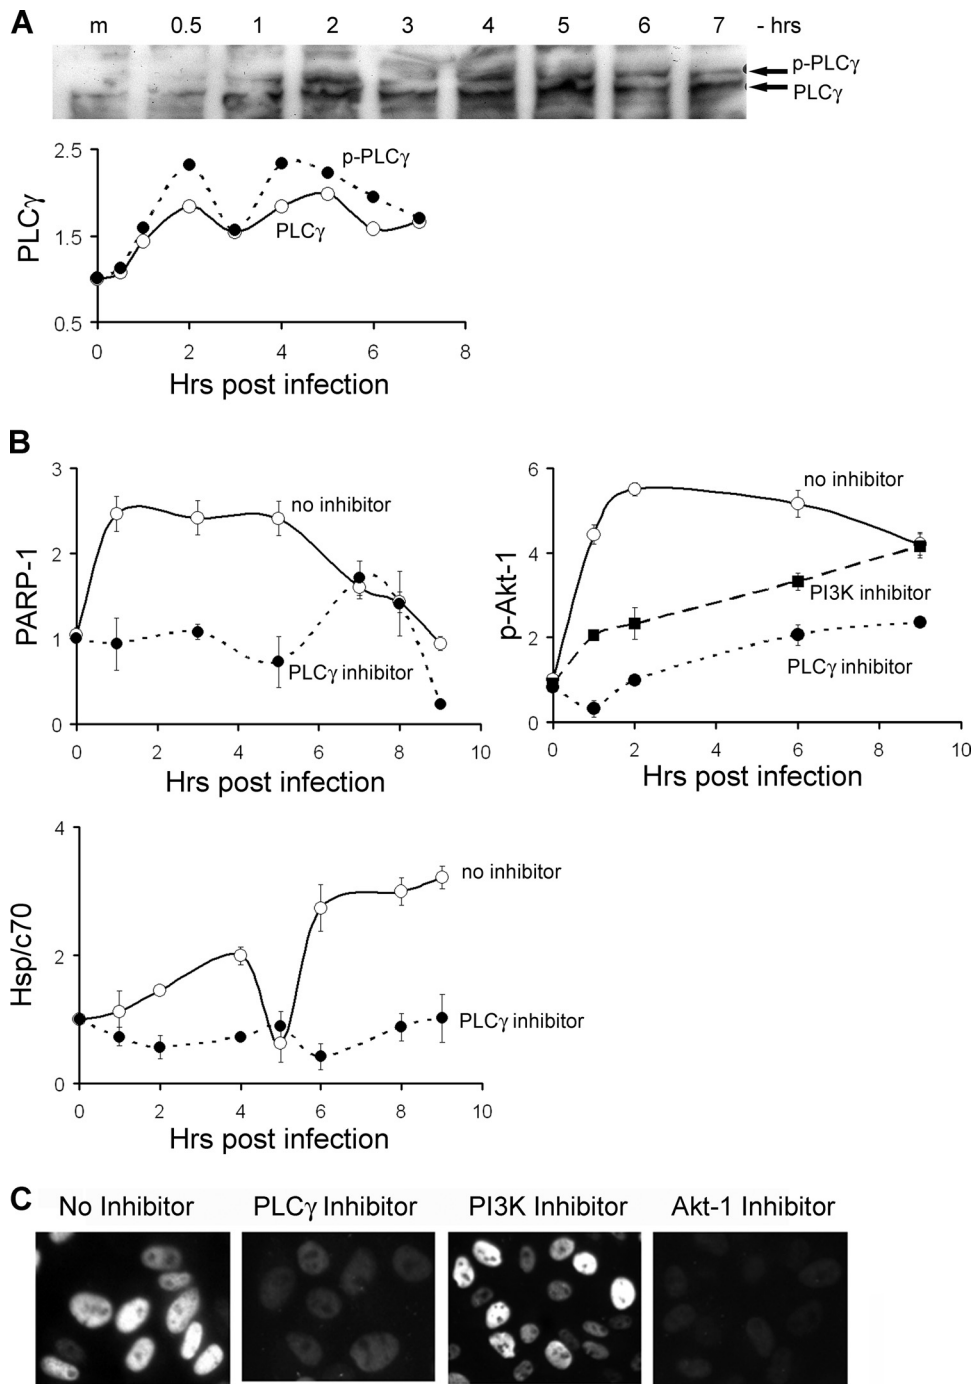 A
m 0.5 1 2 3 4 5 6 7 - hrs
p-PLCγ
PLCγ
2.5
1.5
0.5
PLCγ
p-PLCγ
PLCγ
0 2 4 6 8
Hrs post infection
B
3
2
1
0
PARP-1
no inhibitor
PLCγ inhibitor
0 2 4 6 8 10
Hrs post infection
6
4
2
0
p-Akt-1
no inhibitor
PI3K inhibitor
PLCγ inhibitor
0 2 4 6 8 10
Hrs post infection
4
2
0
Hsp/c70
no inhibitor
PLCγ inhibitor
0 2 4 6 8 10
Hrs post infection
C
No Inhibitor PLCγ Inhibitor PI3K Inhibitor Akt-1 Inhibitor